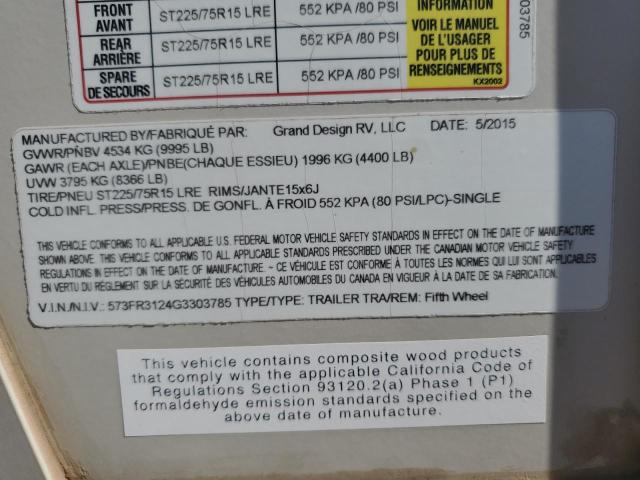 FRONT
AVANT
ST225/75R15 LRE
552 KPA /80 PSI
REAR
ARRIÈRE
ST225/75R15 LRE
552 KPA /80 PSI
SPARE
DE SECOURS
ST225/75R15 LRE
552 KPA /80 PSI
INFORMATION
VOIR LE MANUEL
DE L'USAGER
POUR PLUS DE
RENSEIGNEMENTS
KX2002
03785
MANUFACTURED BY/FABRIQUÉ PAR: Grand Design RV, LLC DATE: 5/2015
GVWR/PNBV 4534 KG (9995 LB)
GAWR (EACH AXLE)/PNBE(CHAQUE ESSIEU) 1996 KG (4400 LB)
UVW 3795 KG (8366 LB)
TIRE/PNEU ST225/75R15 LRE RIMS/JANTE15x6J
COLD INFL. PRESS/PRESS. DE GONFL. À FROID 552 KPA (80 PSI/LPC)-SINGLE
THIS VEHICLE CONFORMS TO ALL APPLICABLE U.S. FEDERAL MOTOR VEHICLE SAFETY STANDARDS IN EFFECT ON THE DATE OF MANUFACTURE
SHOWN ABOVE. THIS VEHICLE CONFORMS TO ALL APPLICABLE STANDARDS PRESCRIBED UNDER THE CANADIAN MOTOR VEHICLE SAFETY
REGULATIONS IN EFFECT ON THE DATE OF MANUFACTURE. ~ CE VÉHICULE EST CONFORME À TOUTES LES NORMES QUI LUI SONT APPLICABLES
EN VERTU DU RÈGLEMENT SUR LA SÉCURITÉ DES VÉHICULES AUTOMOBILES DU CANADA EN VIGUEUR À LA DATE DE SA FABRICATION.
V.I.N./N.I.V.: 573FR3124G3303785 TYPE/TYPE: TRAILER TRA/REM: Fifth Wheel
This vehicle contains composite wood products
that comply with the applicable California Code of
Regulations Section 93120.2(a) Phase 1 (P1)
formaldehyde emission standards specified on the
above date of manufacture.